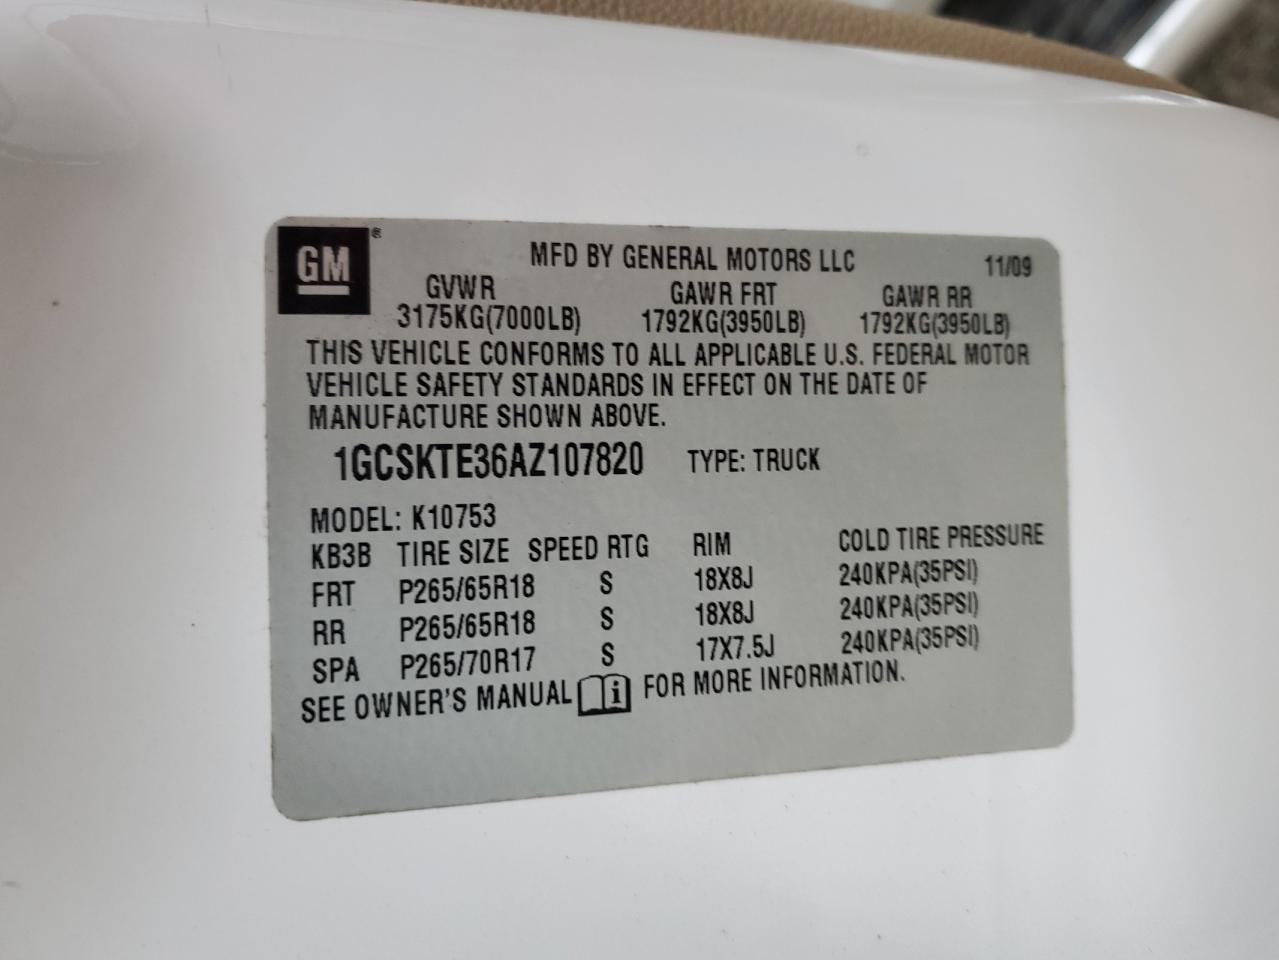 GM®
MFD BY GENERAL MOTORS LLC 11/09
GVWR GAWR FRT GAWR RR
3175KG(7000LB) 1792KG(3950LB) 1792KG(3950LB)
THIS VEHICLE CONFORMS TO ALL APPLICABLE U.S. FEDERAL MOTOR
VEHICLE SAFETY STANDARDS IN EFFECT ON THE DATE OF
MANUFACTURE SHOWN ABOVE.
1GCSKTE36AZ107820 TYPE: TRUCK
MODEL: K10753
KB3B TIRE SIZE SPEED RTG RIM COLD TIRE PRESSURE
FRT P265/65R18 S 18X8J 240KPA(35PSI)
RR P265/65R18 S 18X8J 240KPA(35PSI)
SPA P265/70R17 S 17X7.5J 240KPA(35PSI)
SEE OWNER'S MANUAL i FOR MORE INFORMATION.